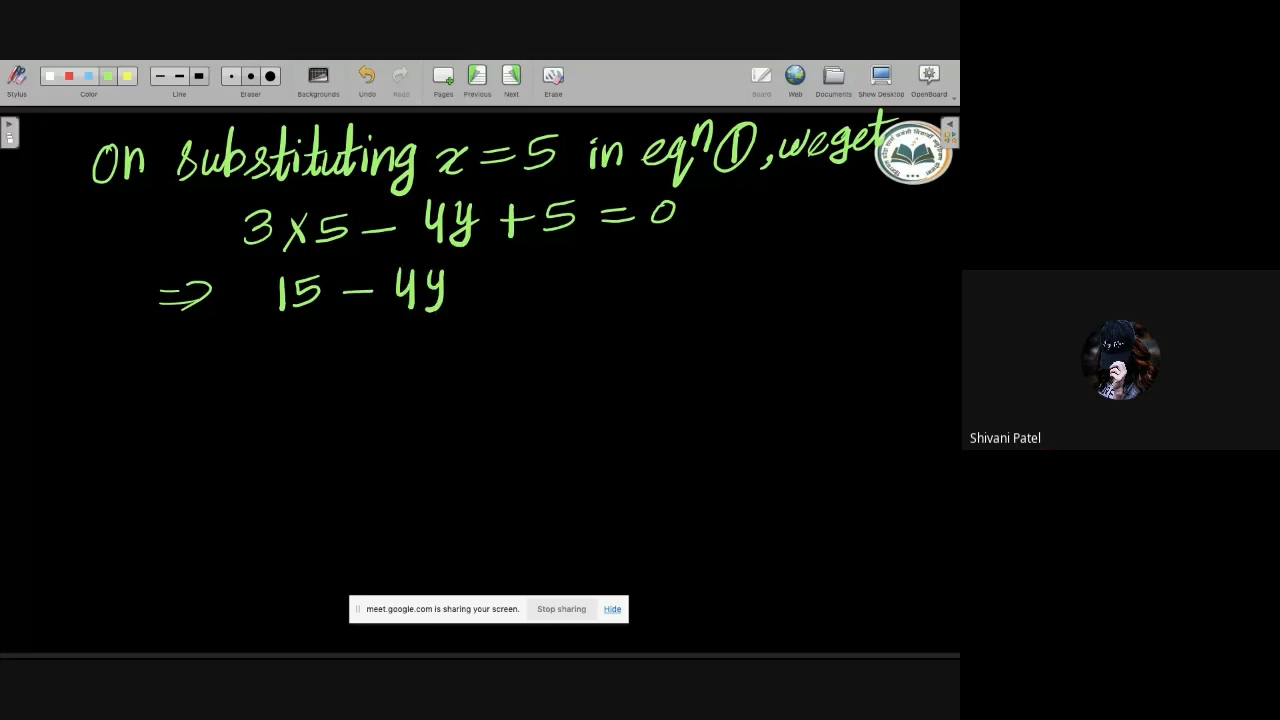 Stylus Color Line Eraser Backgrounds Undo Redo Pages Previous Next Erase Board Web Documents Show Desktop OpenBoard
On substituting x = 5 in eqⁿ ①, we get
3 × 5 – 4y + 5 = 0
⇒ 15 – 4y
Shivani Patel
meet.google.com is sharing your screen. Stop sharing Hide